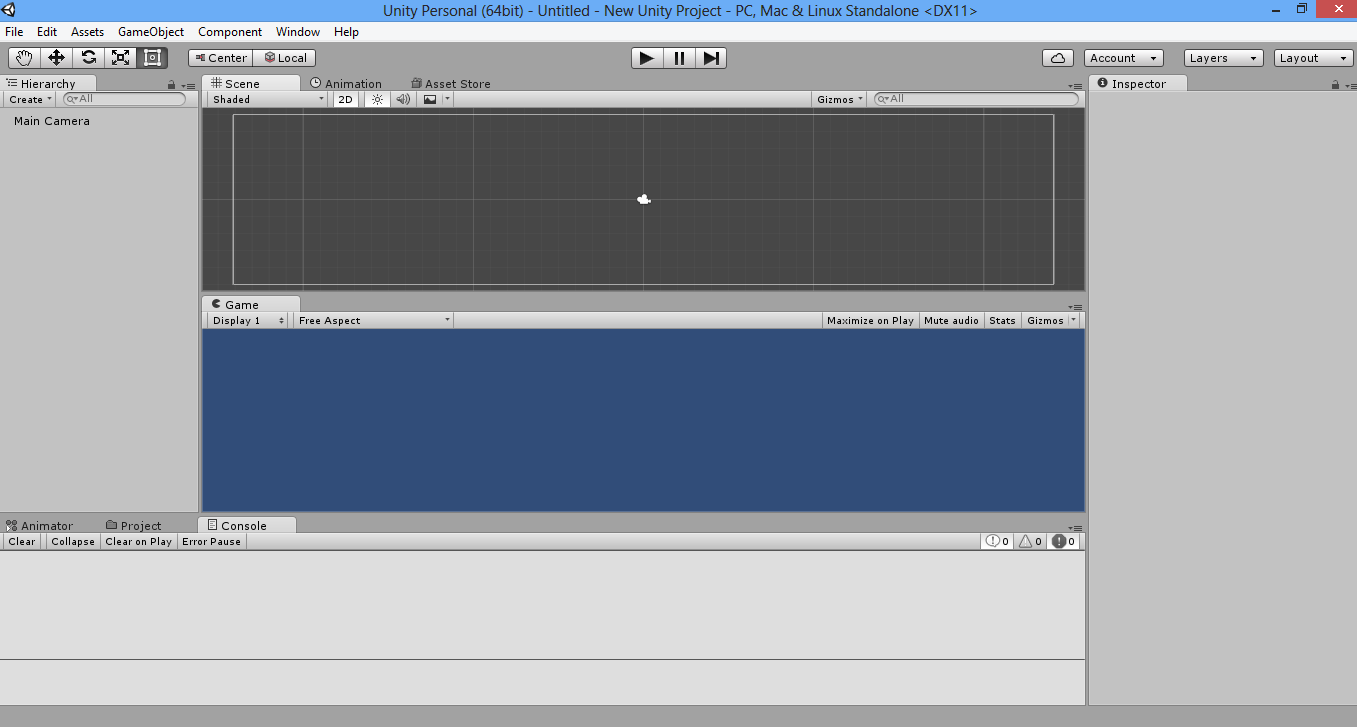 Unity Personal (64bit) - Untitled - New Unity Project - PC, Mac & Linux Standalone <DX11>
File Edit Assets GameObject Component Window Help
Center Local Account Layers Layout
Hierarchy
Create All
Main Camera
Scene Animation Asset Store
Shaded 2D Gizmos All
Game
Display 1 Free Aspect Maximize on Play Mute audio Stats Gizmos
Inspector
Animator Project Console
Clear Collapse Clear on Play Error Pause 0 0 0